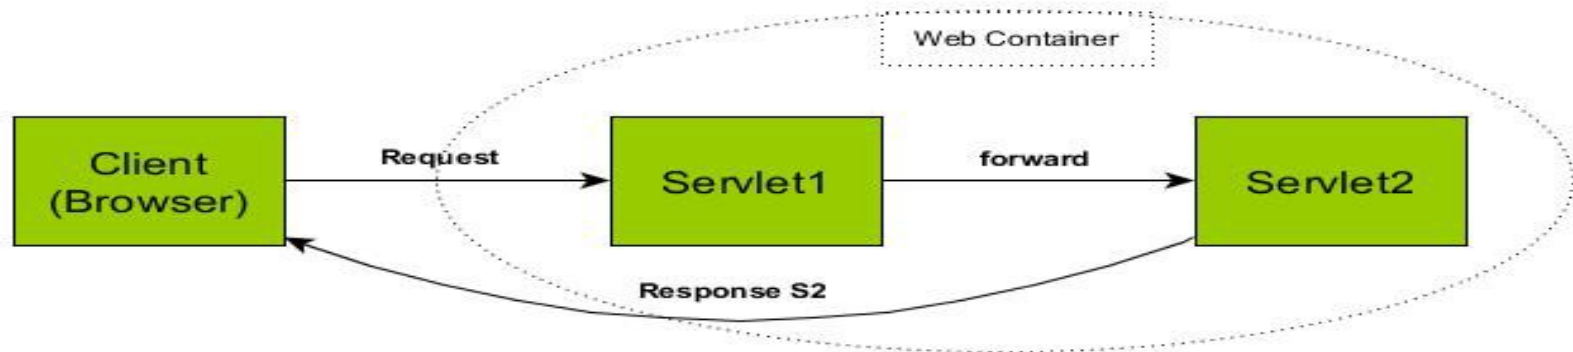 Web Container
Client
(Browser)
Request
Servlet1
forward
Servlet2
Response S2